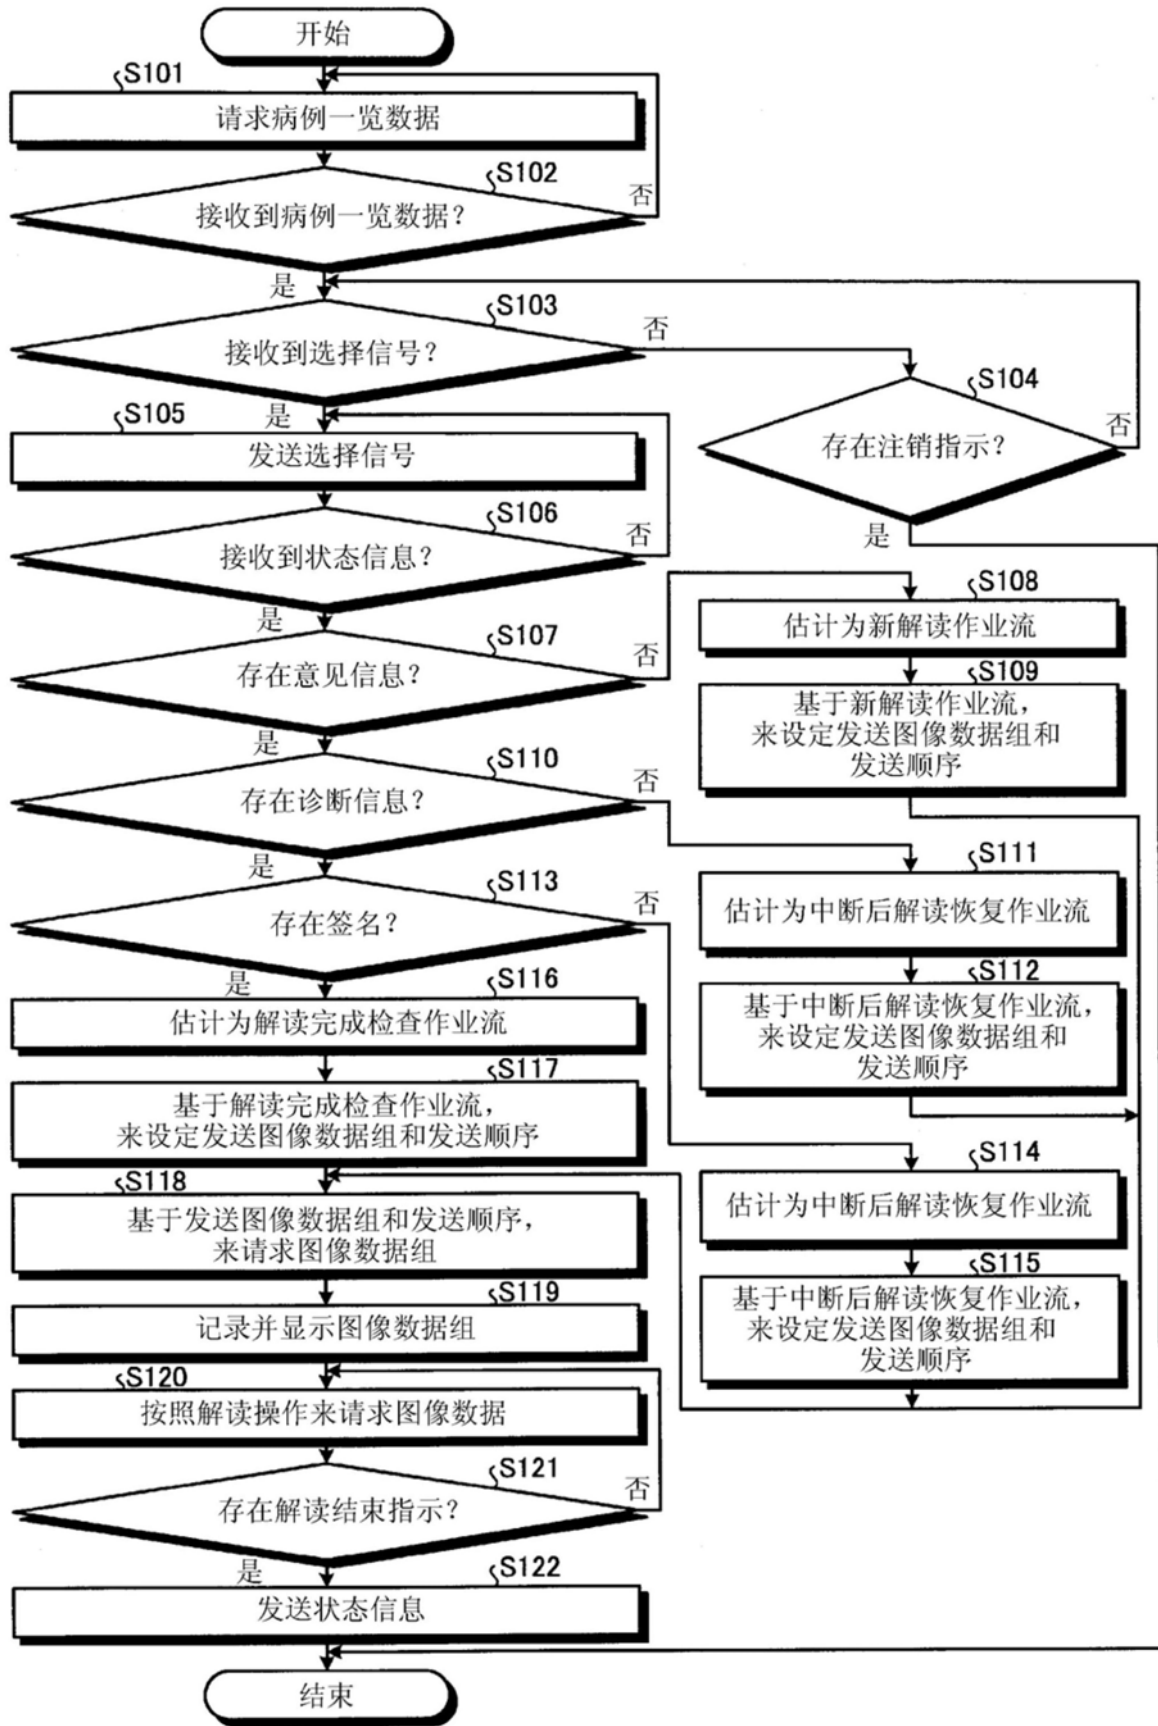 开始
S101
请求病例一览数据
S102
接收到病例一览数据？
否
是
S103
接收到选择信号？
否
S104
存在注销指示？
否
是
是
S105
发送选择信号
S106
接收到状态信息？
否
是
S107
存在意见信息？
否
S108
估计为新解读作业流
S109
基于新解读作业流，
来设定发送图像数据组和
发送顺序
是
S110
存在诊断信息？
否
S111
估计为中断后解读恢复作业流
S112
基于中断后解读恢复作业流，
来设定发送图像数据组和
发送顺序
是
S113
存在签名？
否
S114
估计为中断后解读恢复作业流
S115
基于中断后解读恢复作业流，
来设定发送图像数据组和
发送顺序
是
S116
估计为解读完成检查作业流
S117
基于解读完成检查作业流，
来设定发送图像数据组和发送顺序
S118
基于发送图像数据组和发送顺序，
来请求图像数据组
S119
记录并显示图像数据组
S120
按照解读操作来请求图像数据
S121
存在解读结束指示？
否
是
S122
发送状态信息
结束